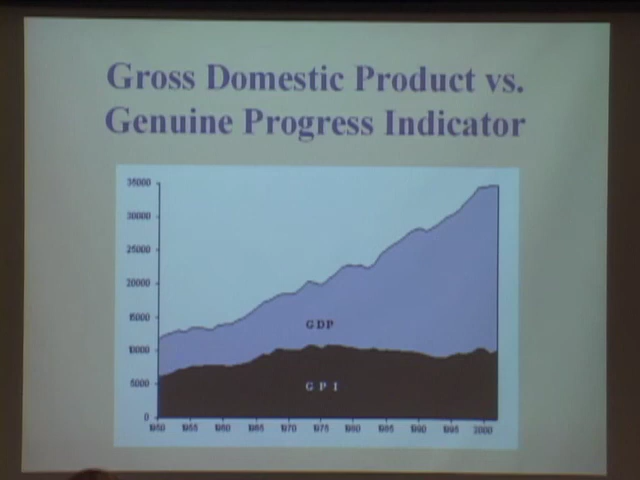 Gross Domestic Product vs.
Genuine Progress Indicator
35000
30000
25000
20000
15000
10000
5000
0
GDP
GPI
1950 1955 1960 1965 1970 1975 1980 1985 1990 1995 2000